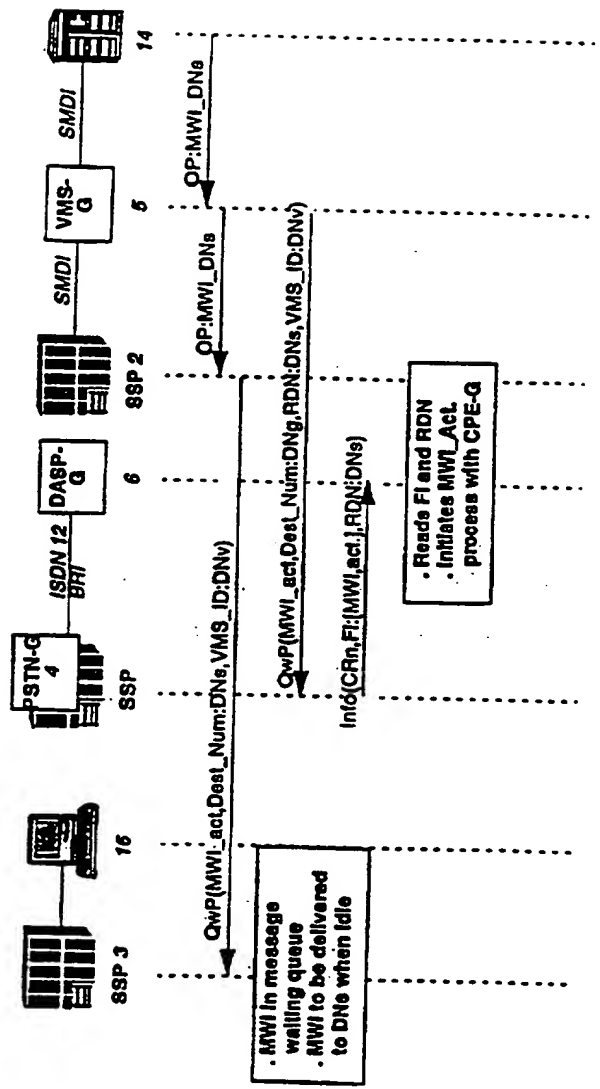 14
SMDI
VMS-
G
5
SMDI
SSP 2
DASP-
G
6
ISDN 12
BRI
PSTN-G
4
SSP
15
SSP 3
OP:MWI_DNs
OP:MWI_DNs
QwP(MWI_act,Dest_Num:DNs,VMS_ID:DNv)
QwP(MWI_act,Dest_Num:DNg,RDN:DNs,VMS_ID:DNv)
Info(CRn,FI:[MWI,act.],RDN:DNs)
. MWI in message
waiting queue
. MWI to be delivered
to DNs when idle
. Reads FI and RDN
. Initiates MWI_Act.
process with CPE-G